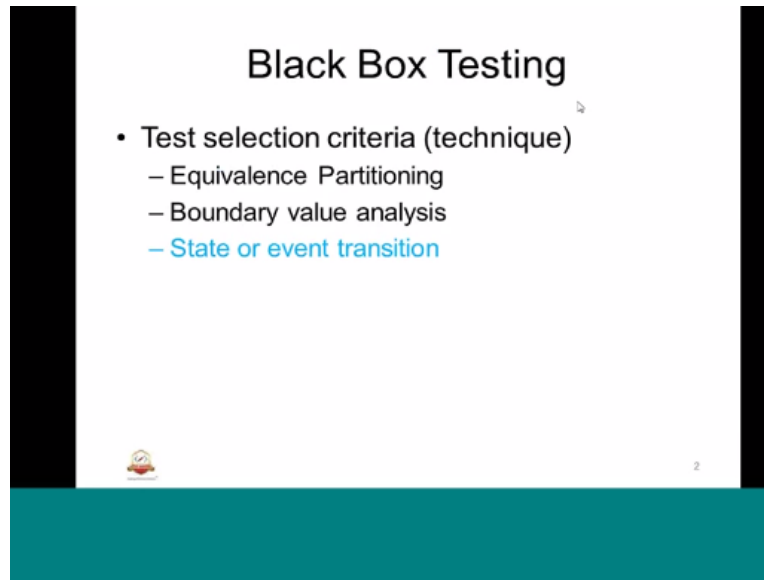 Black Box Testing
• Test selection criteria (technique)
– Equivalence Partitioning
– Boundary value analysis
– State or event transition
2